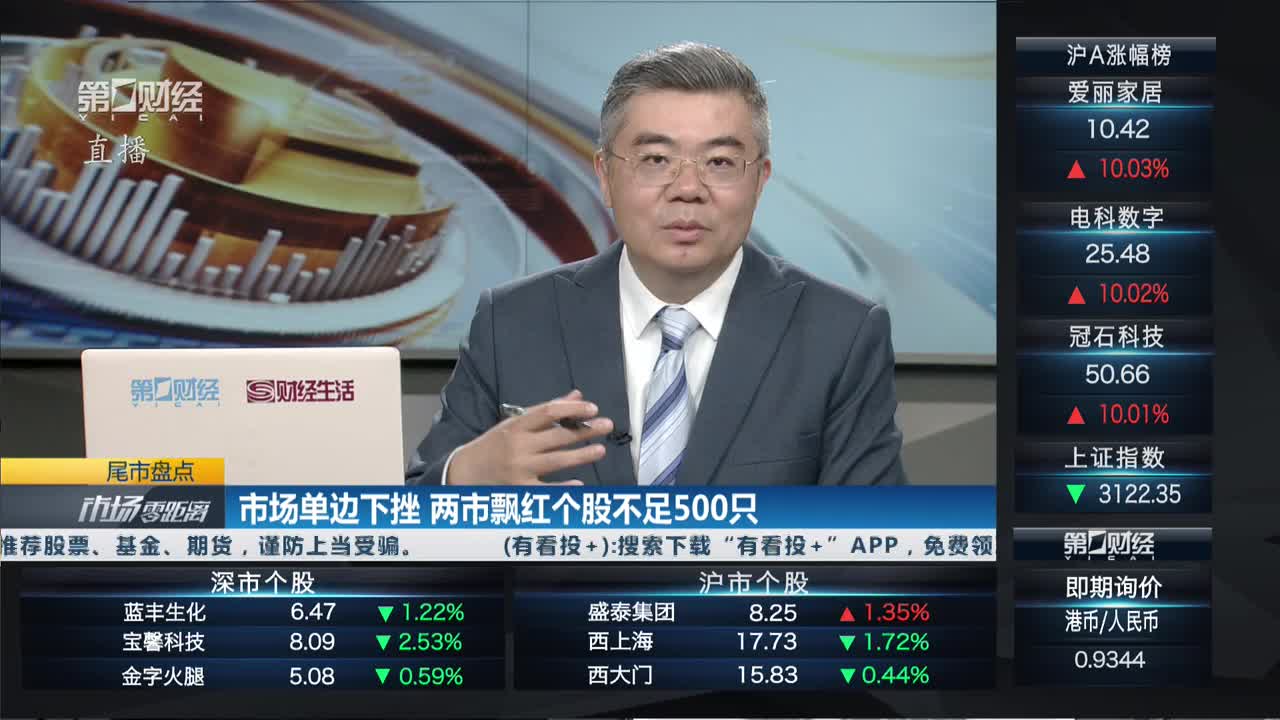 第一财经
YICAI
直播
第一财经
YICAI
财经生活
尾市盘点
市场零距离
市场单边下挫 两市飘红个股不足500只
推荐股票、基金、期货，谨防上当受骗。 (有看投+):搜索下载“有看投+”APP，免费领
深市个股
蓝丰生化 6.47 ▼1.22%
宝馨科技 8.09 ▼2.53%
金字火腿 5.08 ▼0.59%
沪市个股
盛泰集团 8.25 ▲1.35%
西上海 17.73 ▼1.72%
西大门 15.83 ▼0.44%
沪A涨幅榜
爱丽家居
10.42
▲ 10.03%
电科数字
25.48
▲ 10.02%
冠石科技
50.66
▲ 10.01%
上证指数
▼ 3122.35
第一财经
YICAI
即期询价
港币/人民币
0.9344